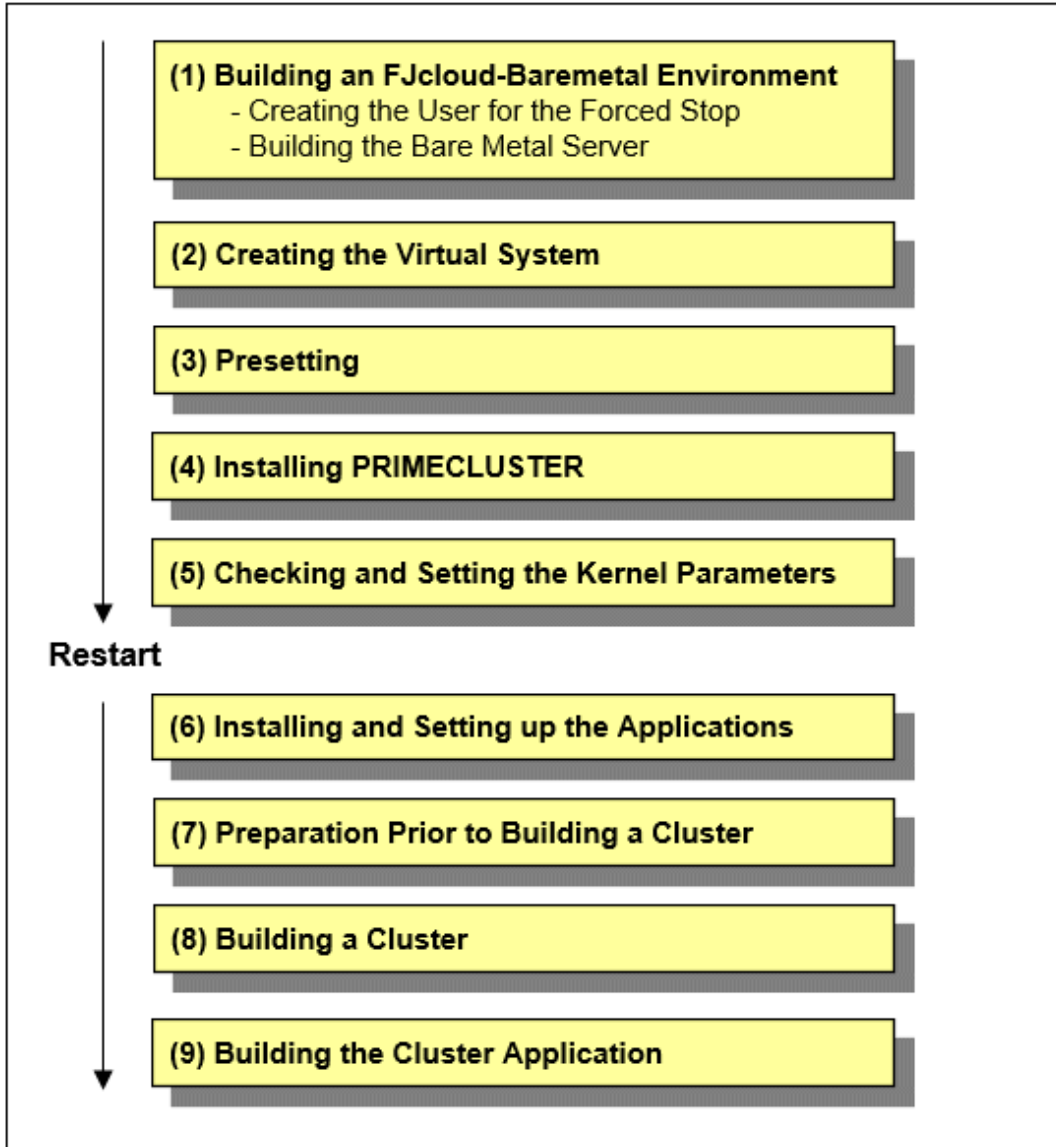 (1) Building an FJcloud-Baremetal Environment
- Creating the User for the Forced Stop
- Building the Bare Metal Server
(2) Creating the Virtual System
(3) Presetting
(4) Installing PRIMECLUSTER
(5) Checking and Setting the Kernel Parameters
Restart
(6) Installing and Setting up the Applications
(7) Preparation Prior to Building a Cluster
(8) Building a Cluster
(9) Building the Cluster Application